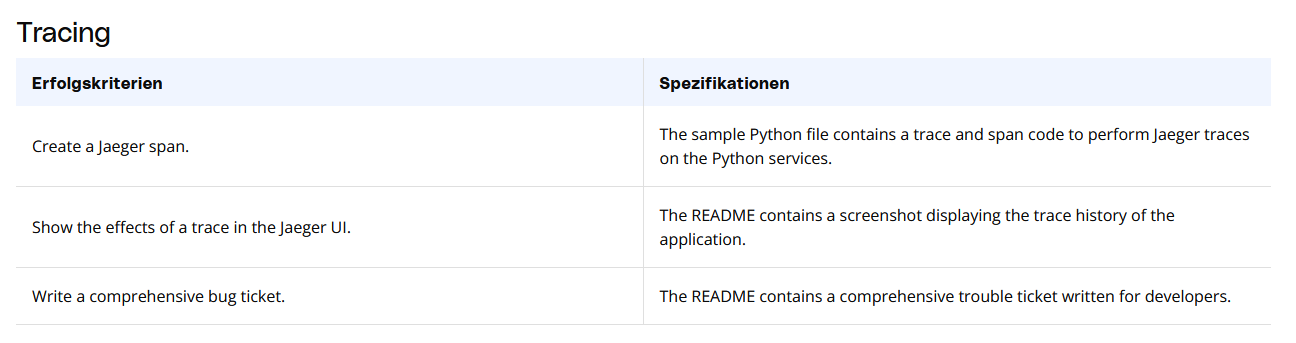 Tracing
Erfolgskriterien
Spezifikationen
Create a Jaeger span.
The sample Python file contains a trace and span code to perform Jaeger traces
on the Python services.
Show the effects of a trace in the Jaeger UI.
The README contains a screenshot displaying the trace history of the
application.
Write a comprehensive bug ticket.
The README contains a comprehensive trouble ticket written for developers.